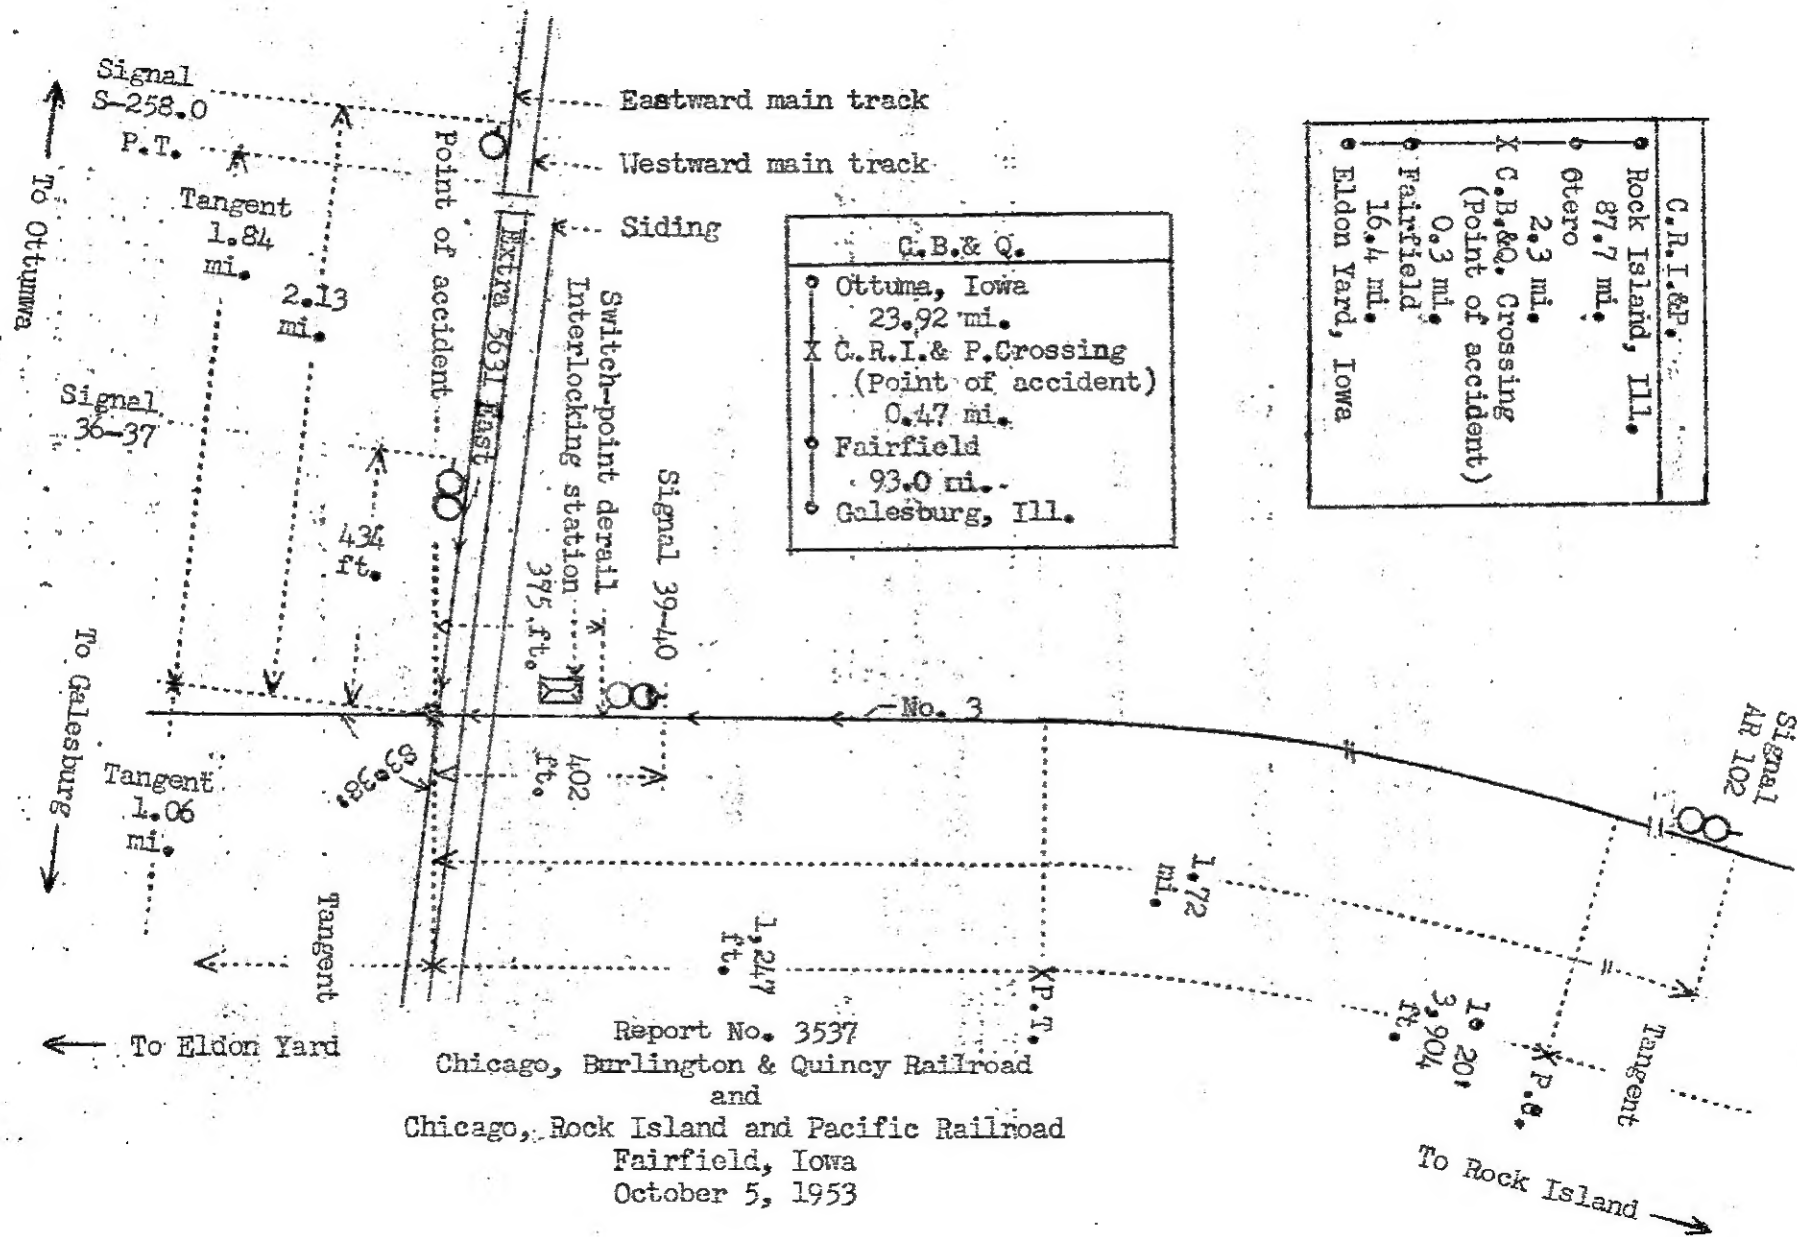 Signal
S-258.0
P.T.
Tangent
1.84
mi.
2.13
mi.
To Ottumwa
Signal
36-37
434
ft.
Point of accident
Extra 5631 East
Eastward main track
Westward main track
Siding
Switch-point derail
Interlocking station
375 ft.
Signal 39-40
C.B.& Q.
Ottuma, Iowa
23.92 mi.
X C.R.I.& P.Crossing
(Point of accident)
0.47 mi.
Fairfield
93.0 mi.
Galesburg, Ill.
C.R.I.&P.
Rock Island, Ill.
87.7 mi.
Otero
2.3 mi.
X C.B.&Q. Crossing
(Point of accident)
0.3 mi.
Fairfield
16.4 mi.
Eldon Yard, Iowa
No. 3
Signal
AR 102
To Galesburg
Tangent
1.06
mi.
83°38'
402
ft.
1.72
mi.
Tangent
1,247
ft.
P.T.
1° 20'
3,904
ft.
P.C.
Tangent
To Eldon Yard
To Rock Island
Report No. 3537
Chicago, Burlington & Quincy Railroad
and
Chicago, Rock Island and Pacific Railroad
Fairfield, Iowa
October 5, 1953